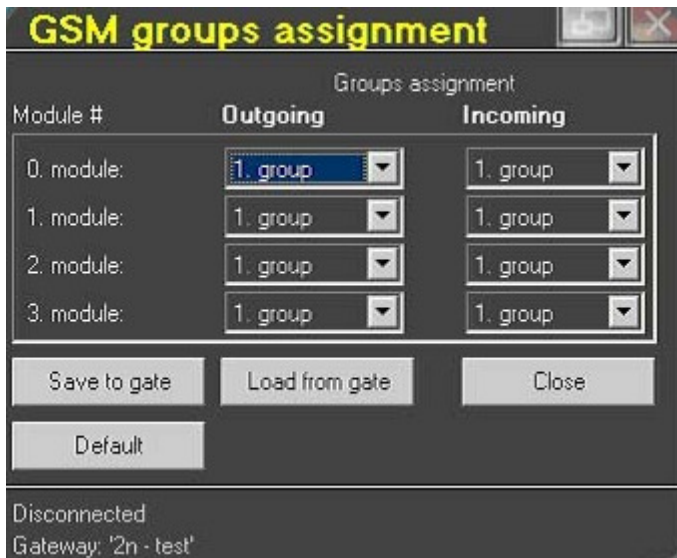 GSM groups assignment
Groups assignment
Module # Outgoing Incoming
0. module: 1. group 1. group
1. module: 1. group 1. group
2. module: 1. group 1. group
3. module: 1. group 1. group
Save to gate Load from gate Close
Default
Disconnected
Gateway: '2n - test'